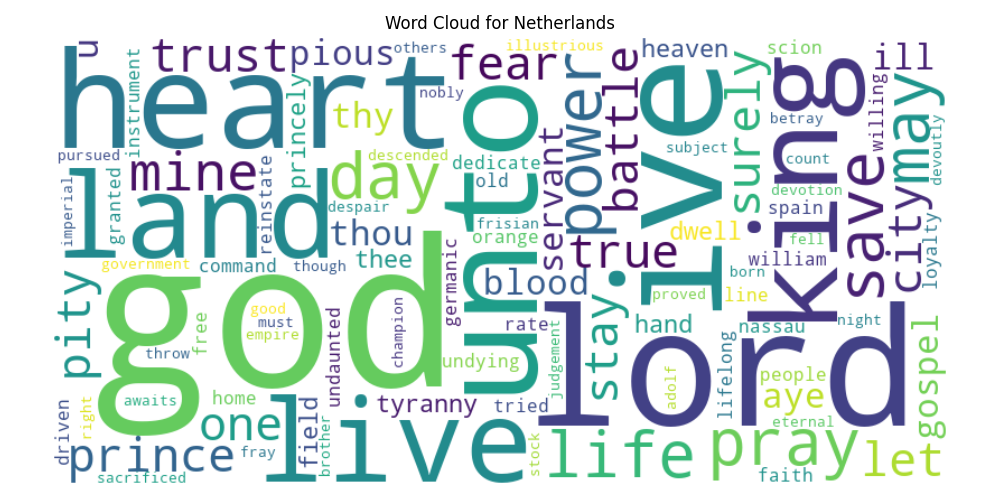 Word Cloud for Netherlands
u
instrument
trust
pious
others
illustrious
fear
heaven
scion
ill
heart
nobly
thy
princely
unto
power
battle
live
surely
king
betray
willing
may
devoutly
pursued
mine
day
descended
dedicate
old
servant
subject
count
save
city
imperial
land
granted
reinstate
despair
thou
frisian
orange
true
dwell
devotion
spain
fell
loyalty
government
command
though
thee
germanic
blood
born
william
pity
god
good
must
empire
champion
undaunted
rate
stay
hand
proved
line
nassau
night
lord
throw
free
undying
judgement
lifelong
people
adolf
aye
gospel
driven
right
awaits
home
one
live
field
tyranny
tried
eternal
prince
fray
brother
stock
life
pray
let
sacrificed
faith